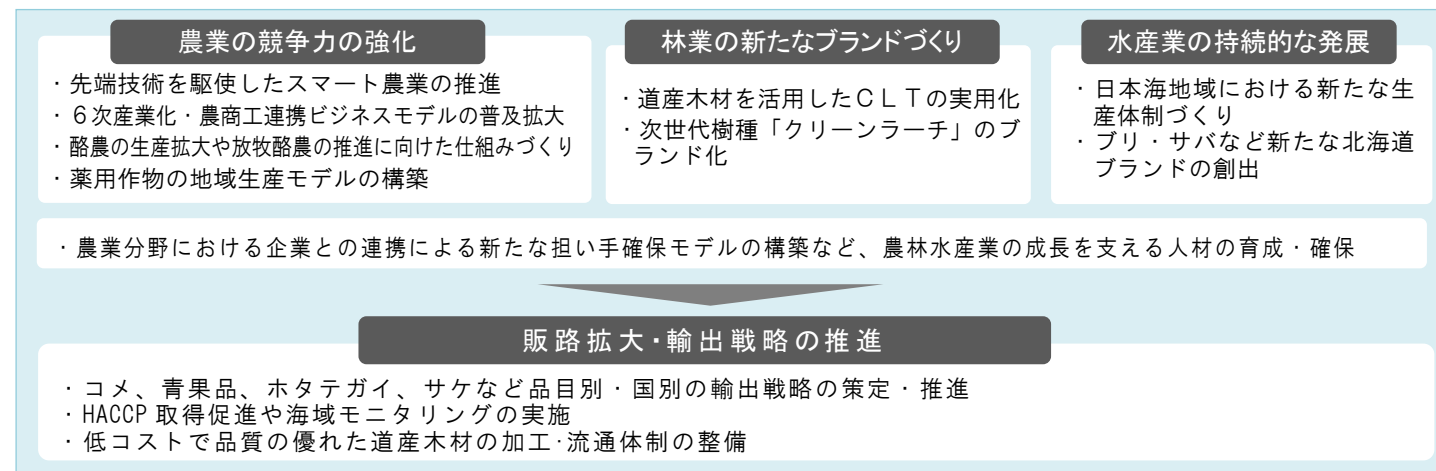 農業の競争力の強化
・先端技術を駆使したスマート農業の推進
・６次産業化・農商工連携ビジネスモデルの普及拡大
・酪農の生産拡大や放牧酪農の推進に向けた仕組みづくり
・薬用作物の地域生産モデルの構築
林業の新たなブランドづくり
・道産木材を活用したＣＬＴの実用化
・次世代樹種「クリーンラーチ」のブ
ランド化
水産業の持続的な発展
・日本海地域における新たな生
産体制づくり
・ブリ・サバなど新たな北海道
ブランドの創出
・農業分野における企業との連携による新たな担い手確保モデルの構築など、農林水産業の成長を支える人材の育成・確保
販路拡大・輸出戦略の推進
・コメ、青果品、ホタテガイ、サケなど品目別・国別の輸出戦略の策定・推進
・HACCP 取得促進や海域モニタリングの実施
・低コストで品質の優れた道産木材の加工・流通体制の整備